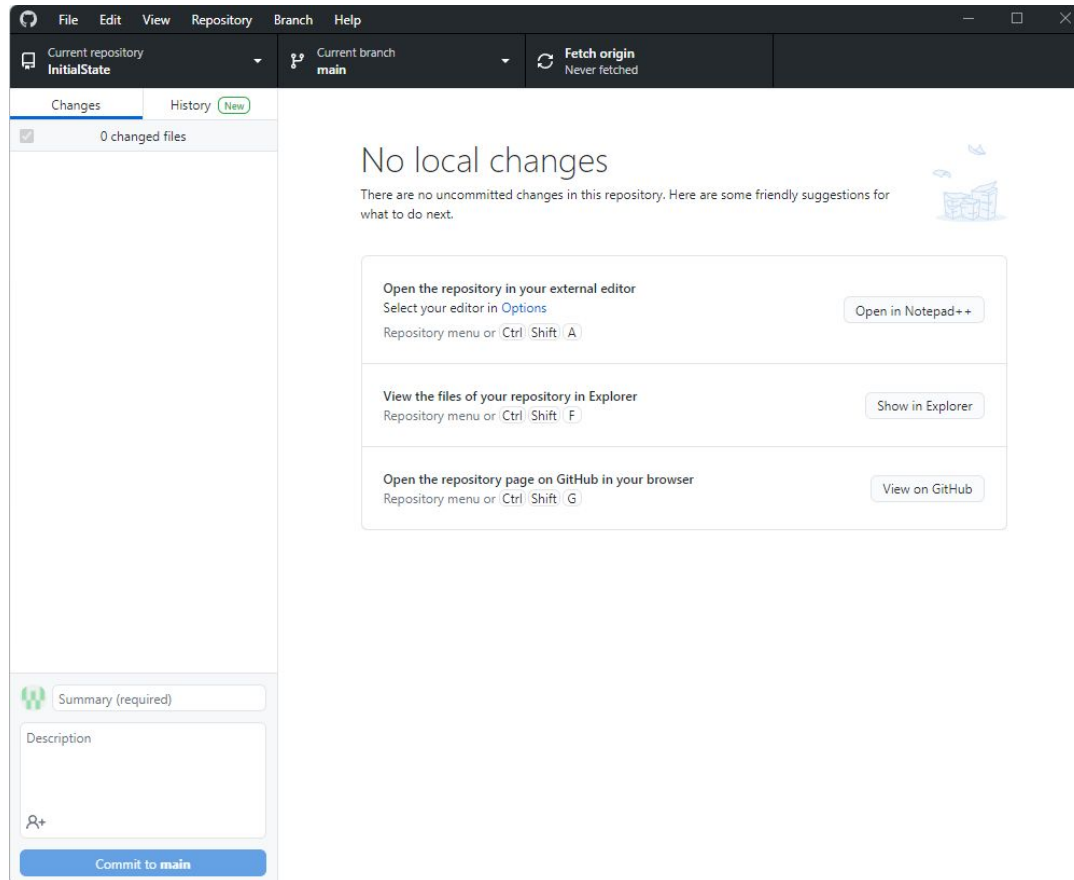 File Edit View Repository Branch Help
Current repository
InitialState
Current branch
main
Fetch origin
Never fetched
Changes
History New
0 changed files
No local changes
There are no uncommitted changes in this repository. Here are some friendly suggestions for
what to do next.
Open the repository in your external editor
Select your editor in Options
Repository menu or Ctrl Shift A
Open in Notepad++
View the files of your repository in Explorer
Repository menu or Ctrl Shift F
Show in Explorer
Open the repository page on GitHub in your browser
Repository menu or Ctrl Shift G
View on GitHub
Summary (required)
Description
Commit to main